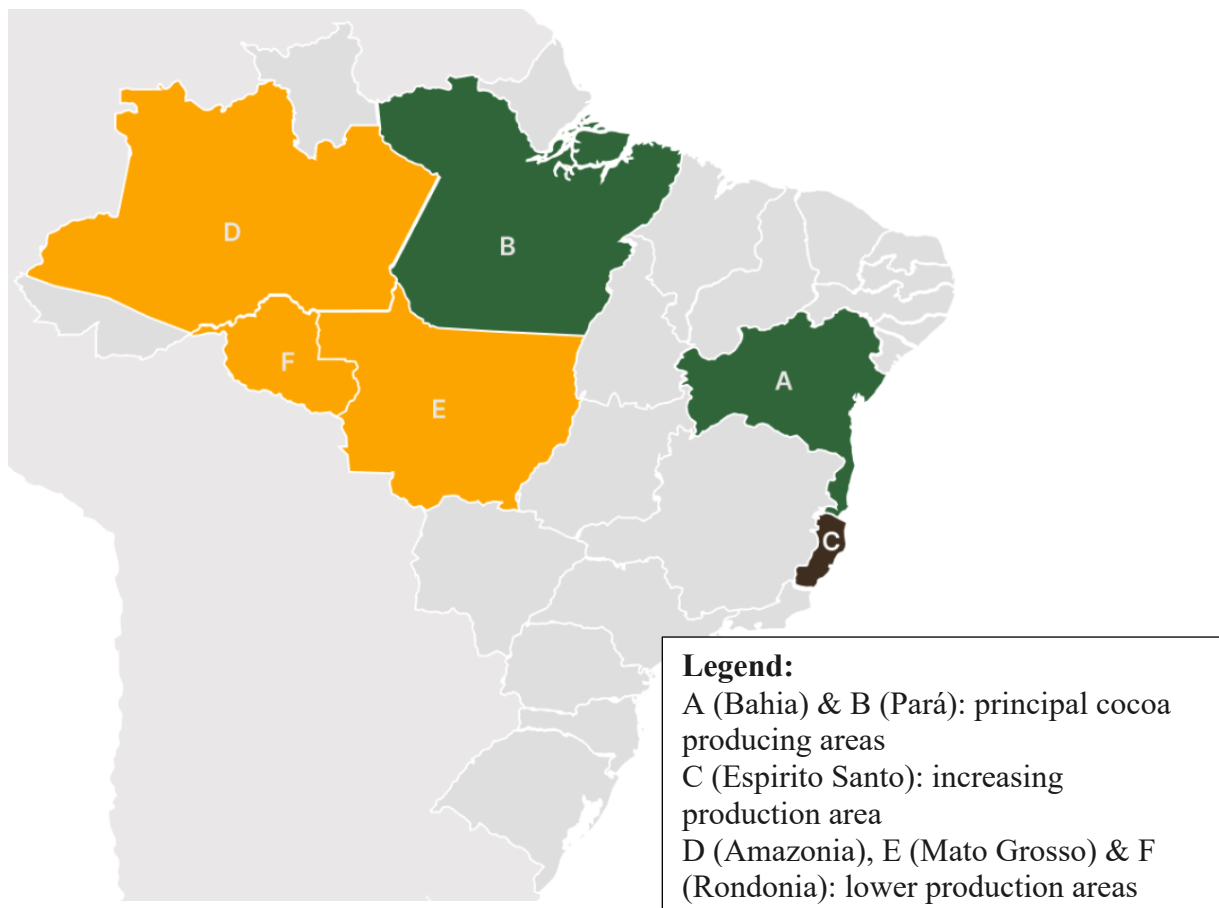 D
B
F
E
A
C
Legend:
A (Bahia) & B (Pará): principal cocoa
producing areas
C (Espirito Santo): increasing
production area
D (Amazonia), E (Mato Grosso) & F
(Rondonia): lower production areas